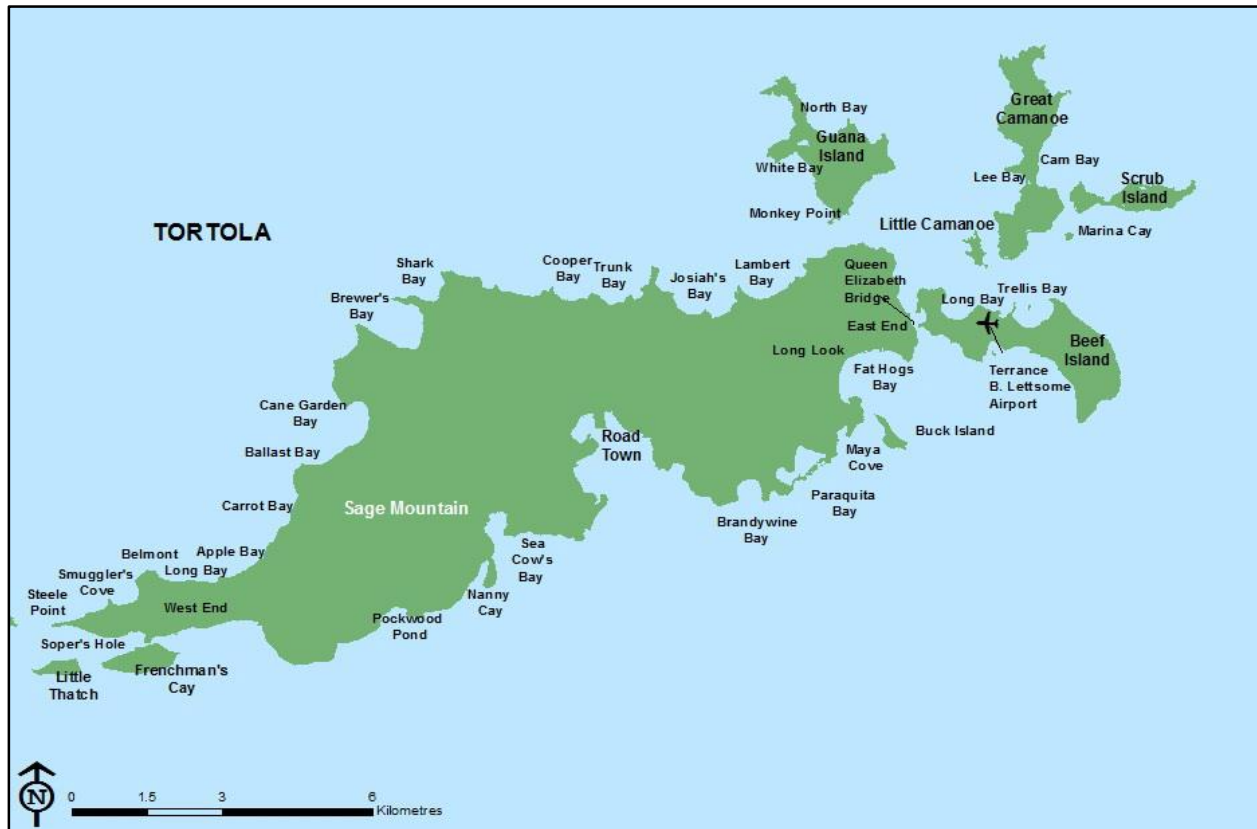 North Bay
Guana
Island
White Bay
Monkey Point
Great
Camanoe
Cam Bay
Lee Bay
Scrub
Island
Little Camanoe
Marina Cay
TORTOLA
Shark
Bay
Brewer's
Bay
Cooper
Bay
Trunk
Bay
Josiah's
Bay
Lambert
Bay
Queen
Elizabeth
Bridge
East End
Long Look
Long Bay
Trellis Bay
Beef
Island
Terrance
B. Lettsome
Airport
Fat Hogs
Bay
Buck Island
Maya
Cove
Paraquita
Bay
Brandywine
Bay
Road
Town
Cane Garden
Bay
Ballast Bay
Carrot Bay
Sage Mountain
Apple Bay
Belmont
Long Bay
Smuggler's
Cove
Steele
Point
West End
Soper's Hole
Little
Thatch
Frenchman's
Cay
Pockwood
Pond
Nanny
Cay
Sea
Cow's
Bay
N
0 1.5 3 6
Kilometres